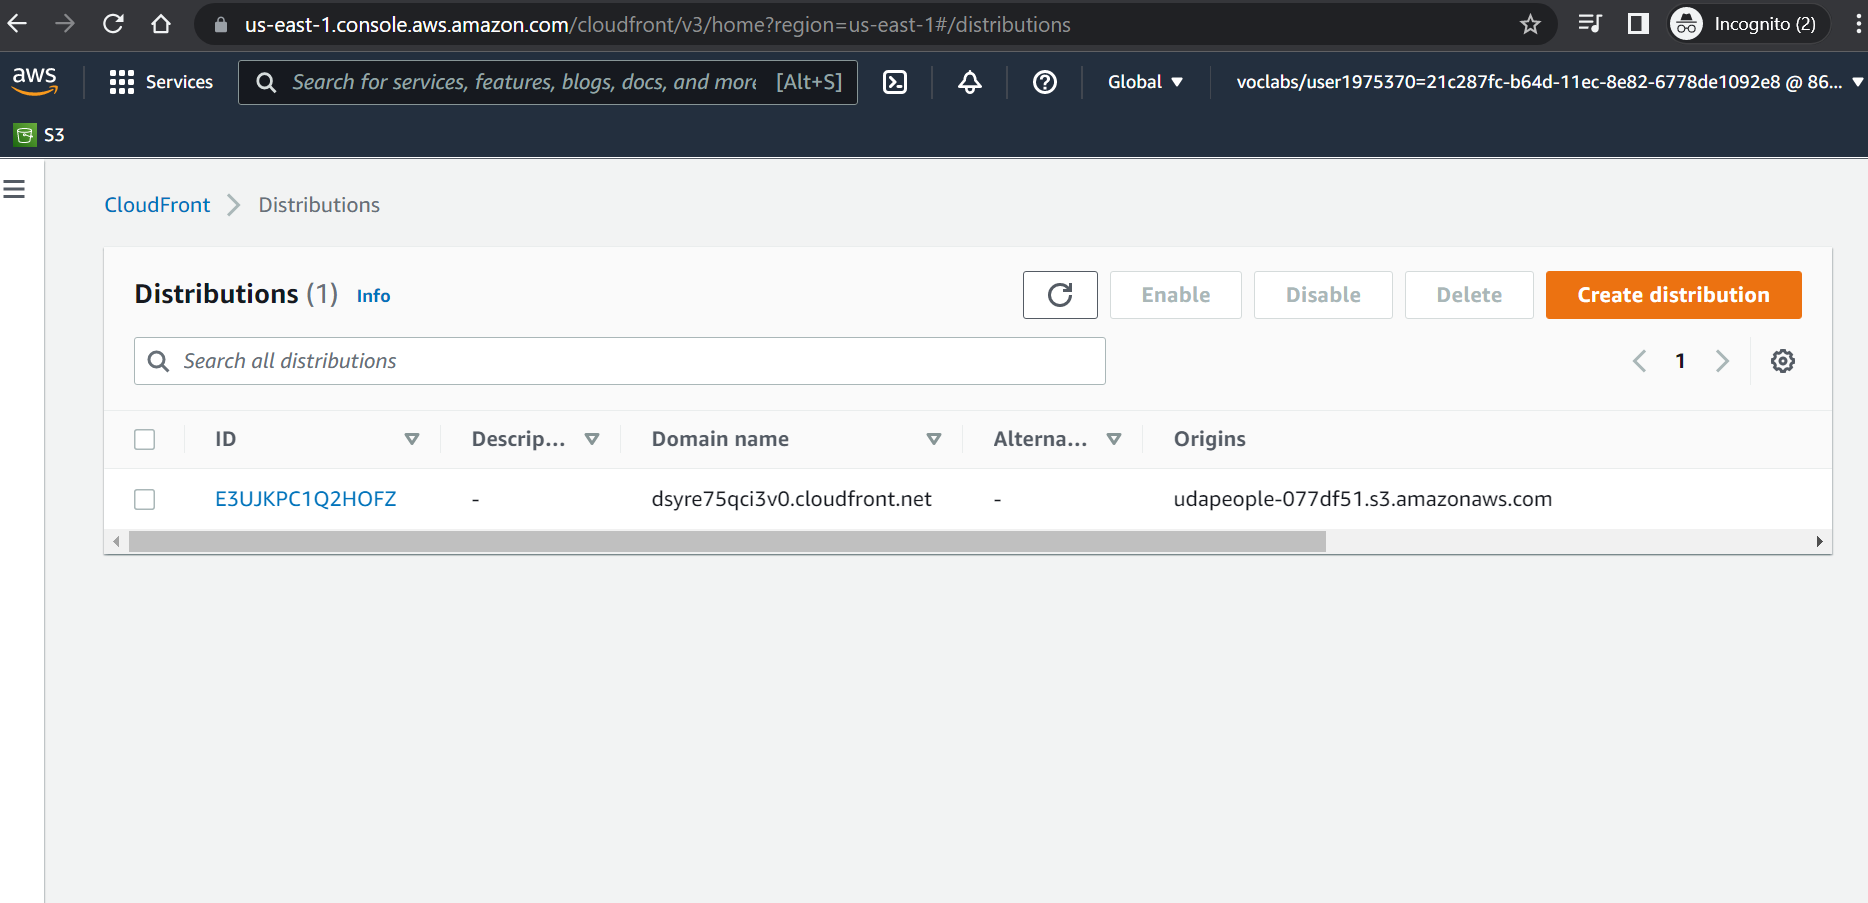 us-east-1.console.aws.amazon.com/cloudfront/v3/home?region=us-east-1#/distributions
Incognito (2)
aws
Services
Search for services, features, blogs, docs, and more
[Alt+S]
Global
voclabs/user1975370=21c287fc-b64d-11ec-8e82-6778de1092e8 @ 86...
S3
CloudFront
Distributions
Distributions (1)
Info
Enable
Disable
Delete
Create distribution
Search all distributions
1
ID
Descrip...
Domain name
Alterna...
Origins
E3UJKPC1Q2HOFZ
-
dsyre75qci3v0.cloudfront.net
-
udapeople-077df51.s3.amazonaws.com